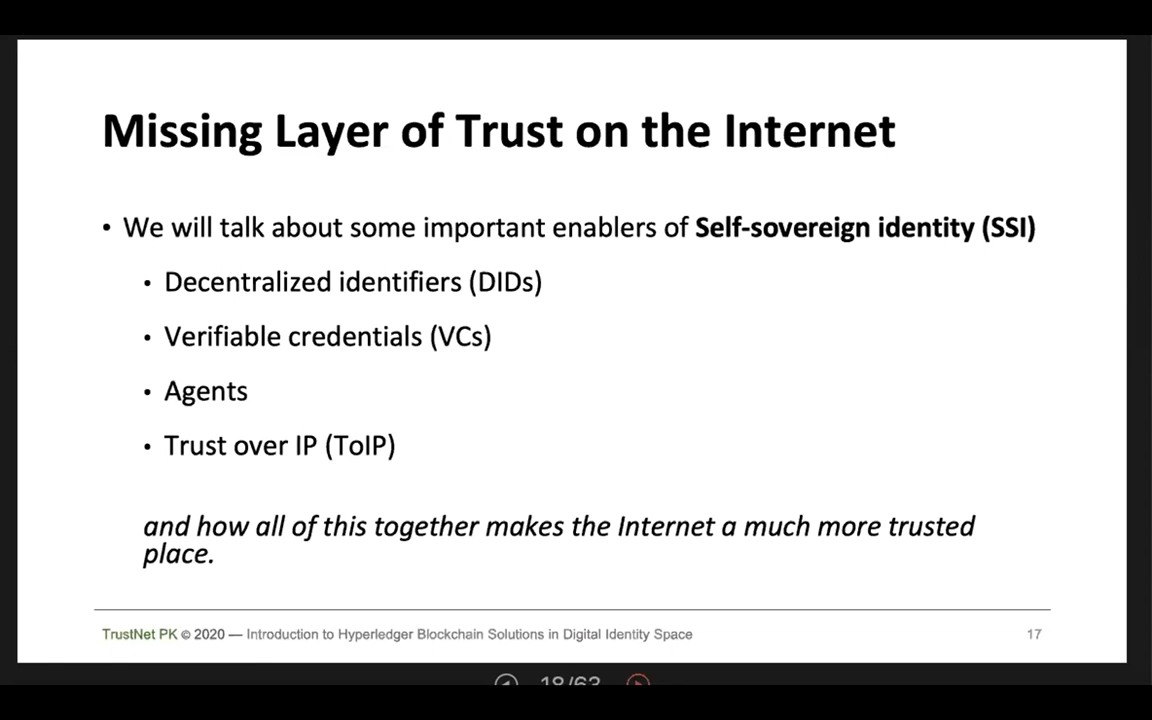 Missing Layer of Trust on the Internet
• We will talk about some important enablers of Self-sovereign identity (SSI)
• Decentralized identifiers (DIDs)
• Verifiable credentials (VCs)
• Agents
• Trust over IP (ToIP)
and how all of this together makes the Internet a much more trusted
place.
TrustNet PK © 2020 — Introduction to Hyperledger Blockchain Solutions in Digital Identity Space 17
18/63